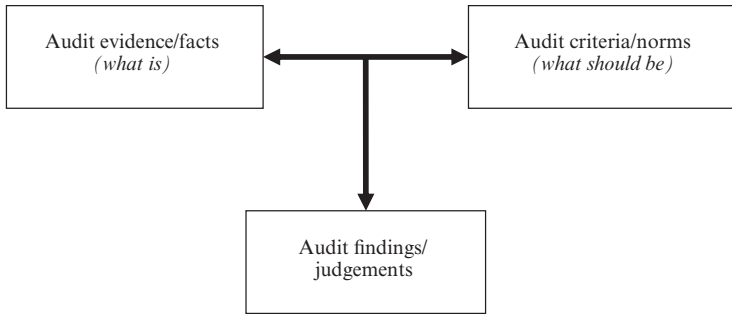 Audit evidence/facts
(what is)
Audit criteria/norms
(what should be)
Audit findings/
judgements